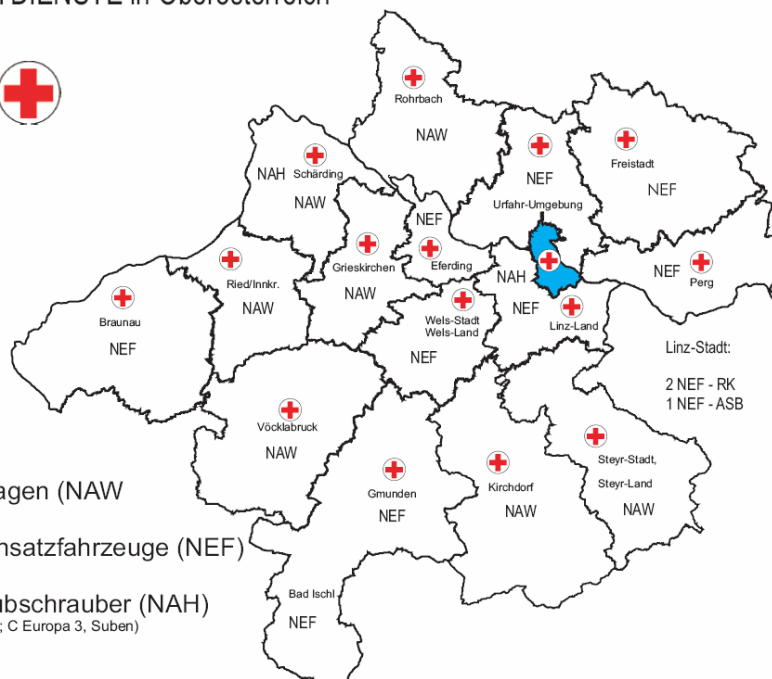 DIENSTE in Oberösterreich
Rohrbach
NAW
Freistadt
NEF
NEF
Urfahr-Umgebung
NAH Schärding
NAW
NEF
Eferding
Grieskirchen
NAW
Ried/Innkr.
NAW
NAH
NEF
Linz-Land
NEF
Perg
Braunau
NEF
Wels-Stadt
Wels-Land
NEF
Linz-Stadt:
2 NEF - RK
1 NEF - ASB
Vöcklabruck
NAW
Gmunden
NEF
Kirchdorf
NAW
Steyr-Stadt,
Steyr-Land
NAW
Bad Ischl
NEF
agen (NAW
nsatzfahrzeuge (NEF)
ubschrauber (NAH)
; C Europa 3, Suben)